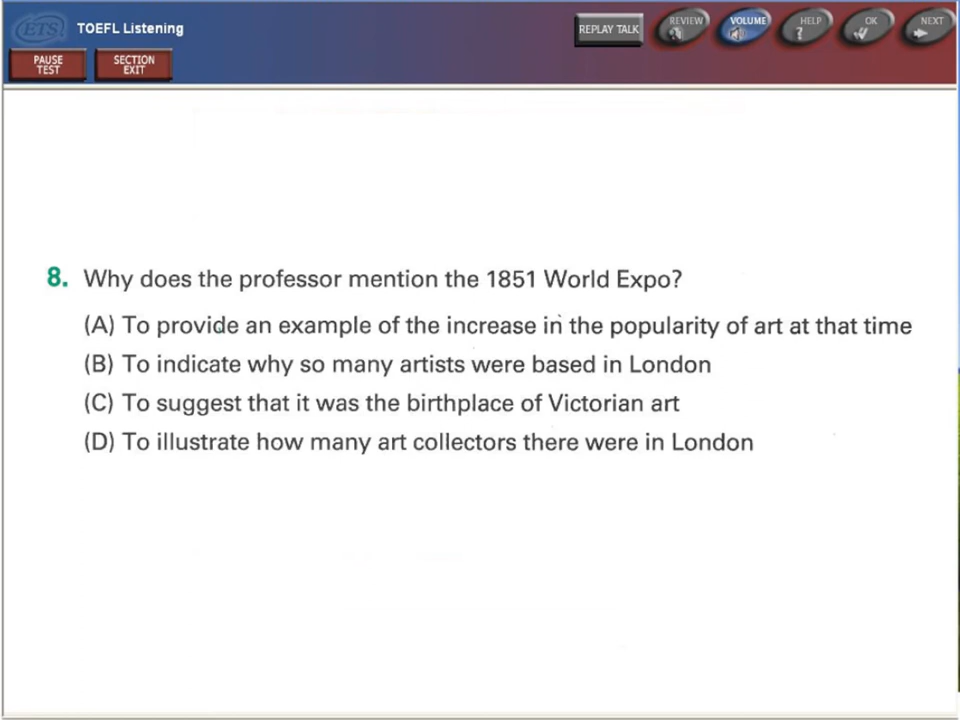 ETS TOEFL Listening
REPLAY TALK
REVIEW
VOLUME
HELP
?
OK
NEXT
PAUSE TEST
SECTION EXIT
8. Why does the professor mention the 1851 World Expo?
(A) To provide an example of the increase in the popularity of art at that time
(B) To indicate why so many artists were based in London
(C) To suggest that it was the birthplace of Victorian art
(D) To illustrate how many art collectors there were in London